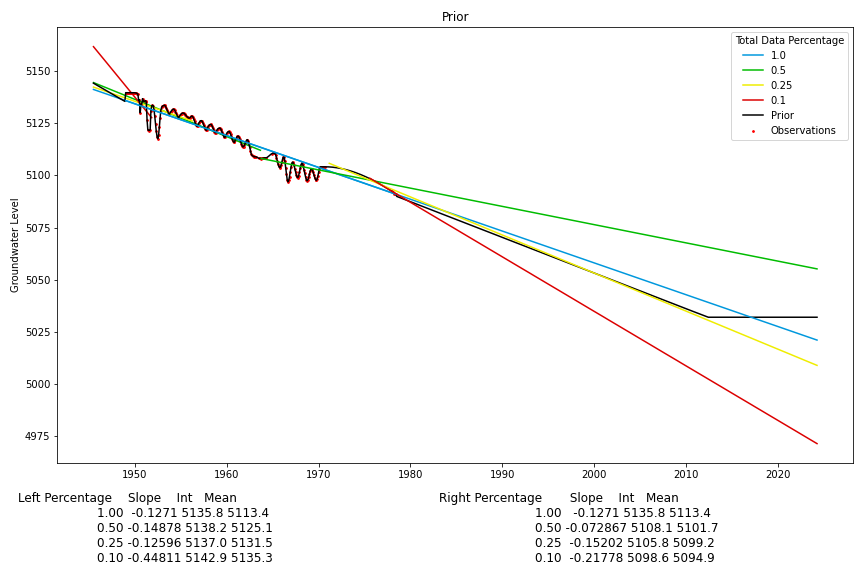 Prior
Total Data Percentage
1.0
0.5
0.25
0.1
Prior
Observations
Groundwater Level
5150
5125
5100
5075
5050
5025
5000
4975
1950 1960 1970 1980 1990 2000 2010 2020
Left Percentage Slope Int Mean
1.00 -0.1271 5135.8 5113.4
0.50 -0.14878 5138.2 5125.1
0.25 -0.12596 5137.0 5131.5
0.10 -0.44811 5142.9 5135.3
Right Percentage Slope Int Mean
1.00 -0.1271 5135.8 5113.4
0.50 -0.072867 5108.1 5101.7
0.25 -0.15202 5105.8 5099.2
0.10 -0.21778 5098.6 5094.9